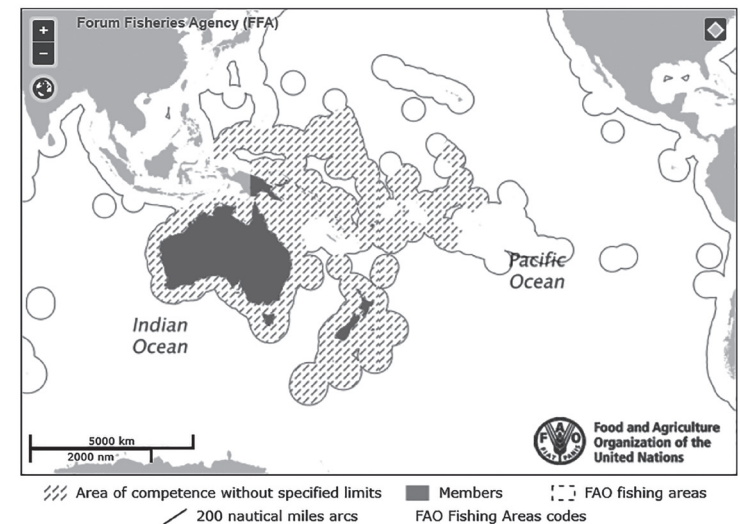 Forum Fisheries Agency (FFA)
+
−
Pacific
Ocean
Indian
Ocean
5000 km
2000 nm
F A O
FIAT PANIS
Food and Agriculture
Organization of the
United Nations
Area of competence without specified limits Members FAO fishing areas
200 nautical miles arcs FAO Fishing Areas codes